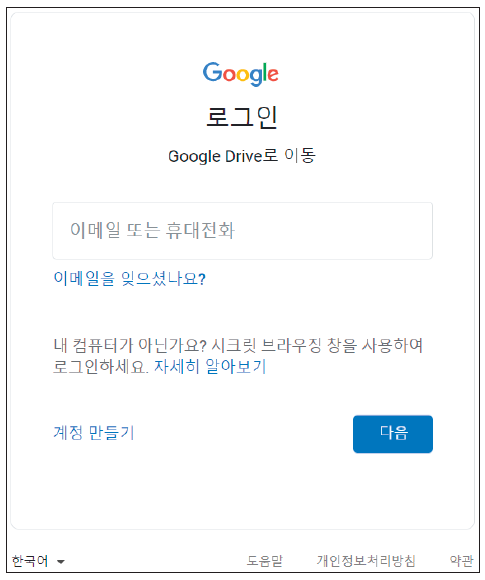 Google
로그인
Google Drive로 이동
이메일 또는 휴대전화
이메일을 잊으셨나요?
내 컴퓨터가 아닌가요? 시크릿 브라우징 창을 사용하여
로그인하세요. 자세히 알아보기
계정 만들기
다음
한국어
도움말
개인정보처리방침
약관